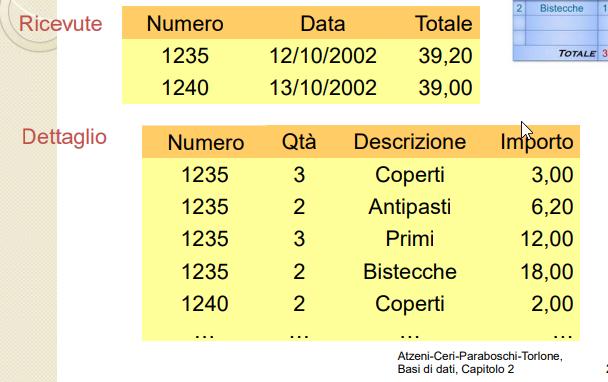 Ricevute
Numero Data Totale
1235 12/10/2002 39,20
1240 13/10/2002 39,00
2 Bistecche 1
TOTALE 3
Dettaglio
Numero Qtà Descrizione Importo
1235 3 Coperti 3,00
1235 2 Antipasti 6,20
1235 3 Primi 12,00
1235 2 Bistecche 18,00
1240 2 Coperti 2,00
… … … …
Atzeni-Ceri-Paraboschi-Torlone,
Basi di dati, Capitolo 2